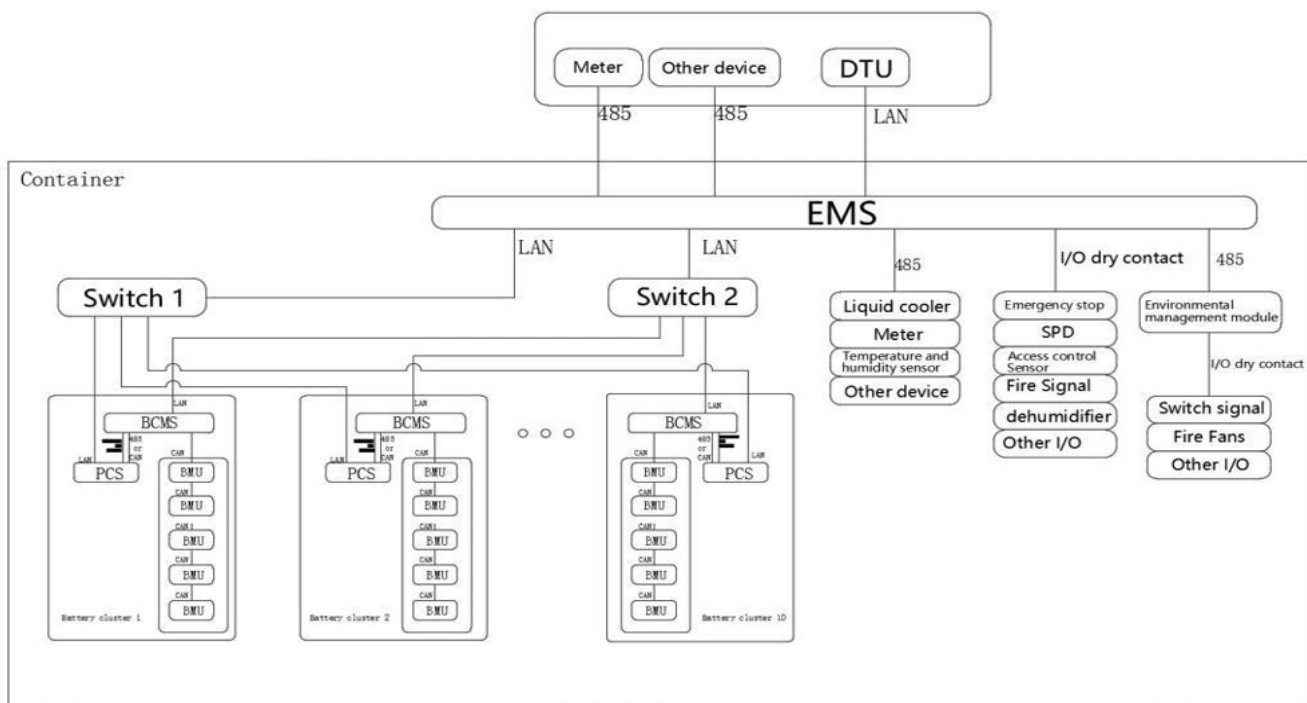 Meter
Other device
DTU
485
485
LAN
Container
EMS
LAN
LAN
485
I/O dry contact
485
Switch 1
Switch 2
Liquid cooler
Meter
Temperature and
humidity sensor
Other device
Emergency stop
SPD
Access control
Sensor
Fire Signal
dehumidifier
Other I/O
Environmental
management module
I/O dry contact
Switch signal
Fire Fans
Other I/O
LAN
BCMS
485
or
CAN
LAN
PCS
CAN
BMU
CAN
BMU
CAN1
BMU
CAN
BMU
CAN
BMU
Battery cluster 1
LAN
BCMS
485
or
CAN
LAN
PCS
CAN
BMU
CAN
BMU
CAN1
BMU
CAN
BMU
CAN
BMU
Battery cluster 2
LAN
BCMS
485
or
CAN
LAN
PCS
CAN
BMU
CAN
BMU
CAN1
BMU
CAN
BMU
CAN
BMU
Battery cluster 10